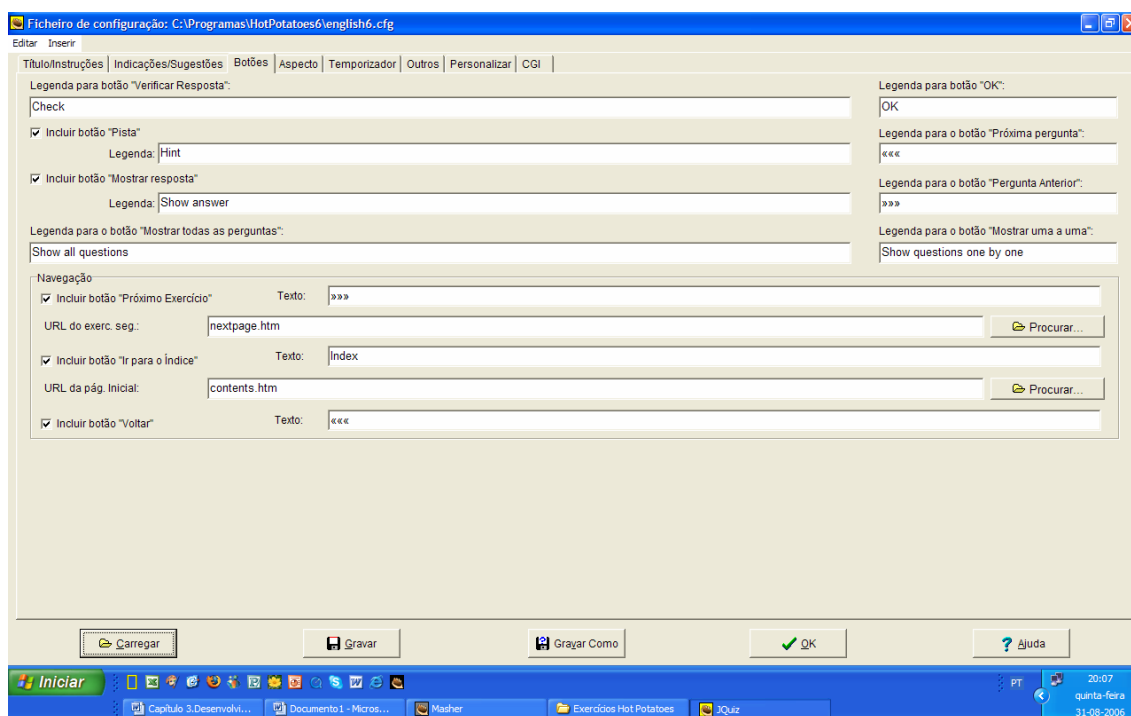 Ficheiro de configuração: C:\Programas\HotPotatoes6\english6.cfg
Editar Inserir
Título/Instruções Indicações/Sugestões Botões Aspecto Temporizador Outros Personalizar CGI
Legenda para botão "Verificar Resposta": Legenda para botão "OK":
Check OK
Incluir botão "Pista" Legenda para o botão "Próxima pergunta":
Legenda: Hint «««
Incluir botão "Mostrar resposta" Legenda para o botão "Pergunta Anterior":
Legenda: Show answer »»»
Legenda para o botão "Mostrar todas as perguntas": Legenda para o botão "Mostrar uma a uma":
Show all questions Show questions one by one
Navegação
Incluir botão "Próximo Exercício" Texto: »»»
URL do exerc. seg.: nextpage.htm Procurar...
Incluir botão "Ir para o Índice" Texto: Index
URL da pág. Inicial: contents.htm Procurar...
Incluir botão "Voltar" Texto: «««
Carregar Gravar Gravar Como OK Ajuda
Iniciar PT 20:07
quinta-feira
Capítulo 3.Desenvolvi... Documento1 - Micros... Masher Exercícios Hot Potatoes JQuiz 31-08-2006